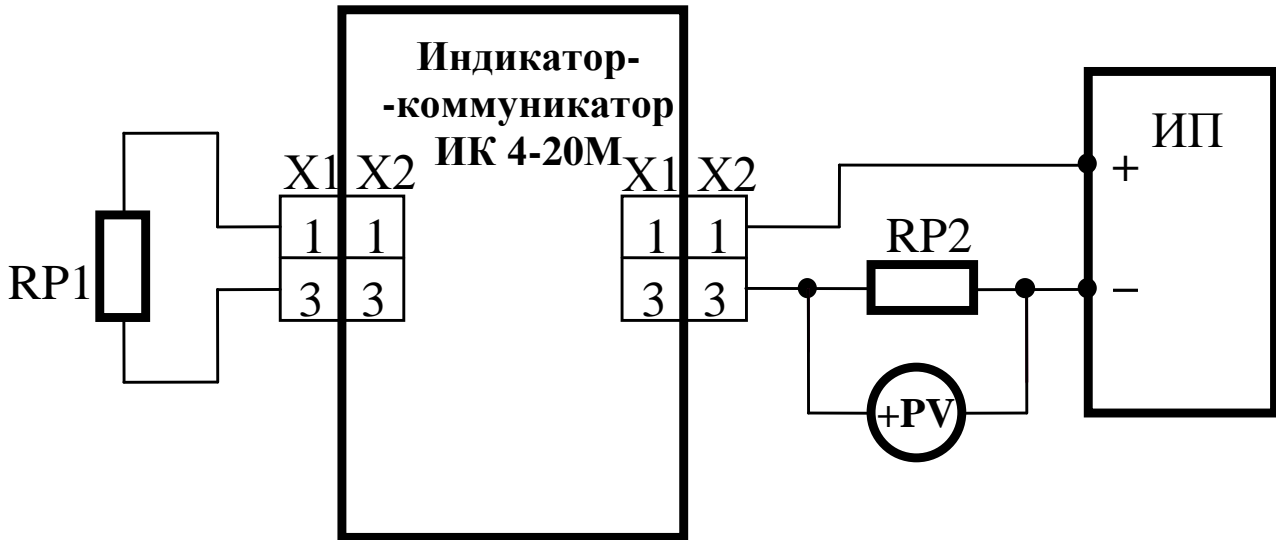 Индикатор-
-коммуникатор
ИК 4-20М
ИП
X1 X2
X1 X2
+
1 1
1 1
RP2
RP1
3 3
3 3
–
+PV